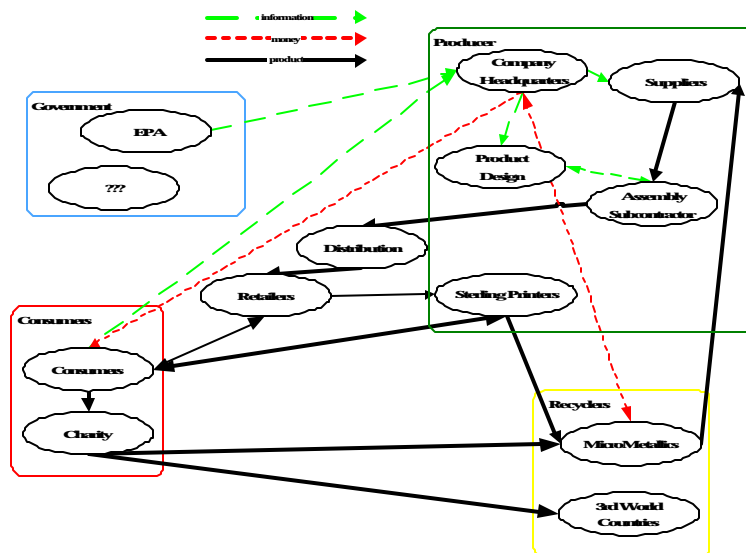 information
money
product
Producer
Company
Headquarters
Suppliers
Government
EPA
???
Product
Design
Assembly
Subcontractor
Distribution
Retailers
Sterling Printers
Consumers
Consumers
Charity
Recyclers
MicroMetallics
3rd World
Countries